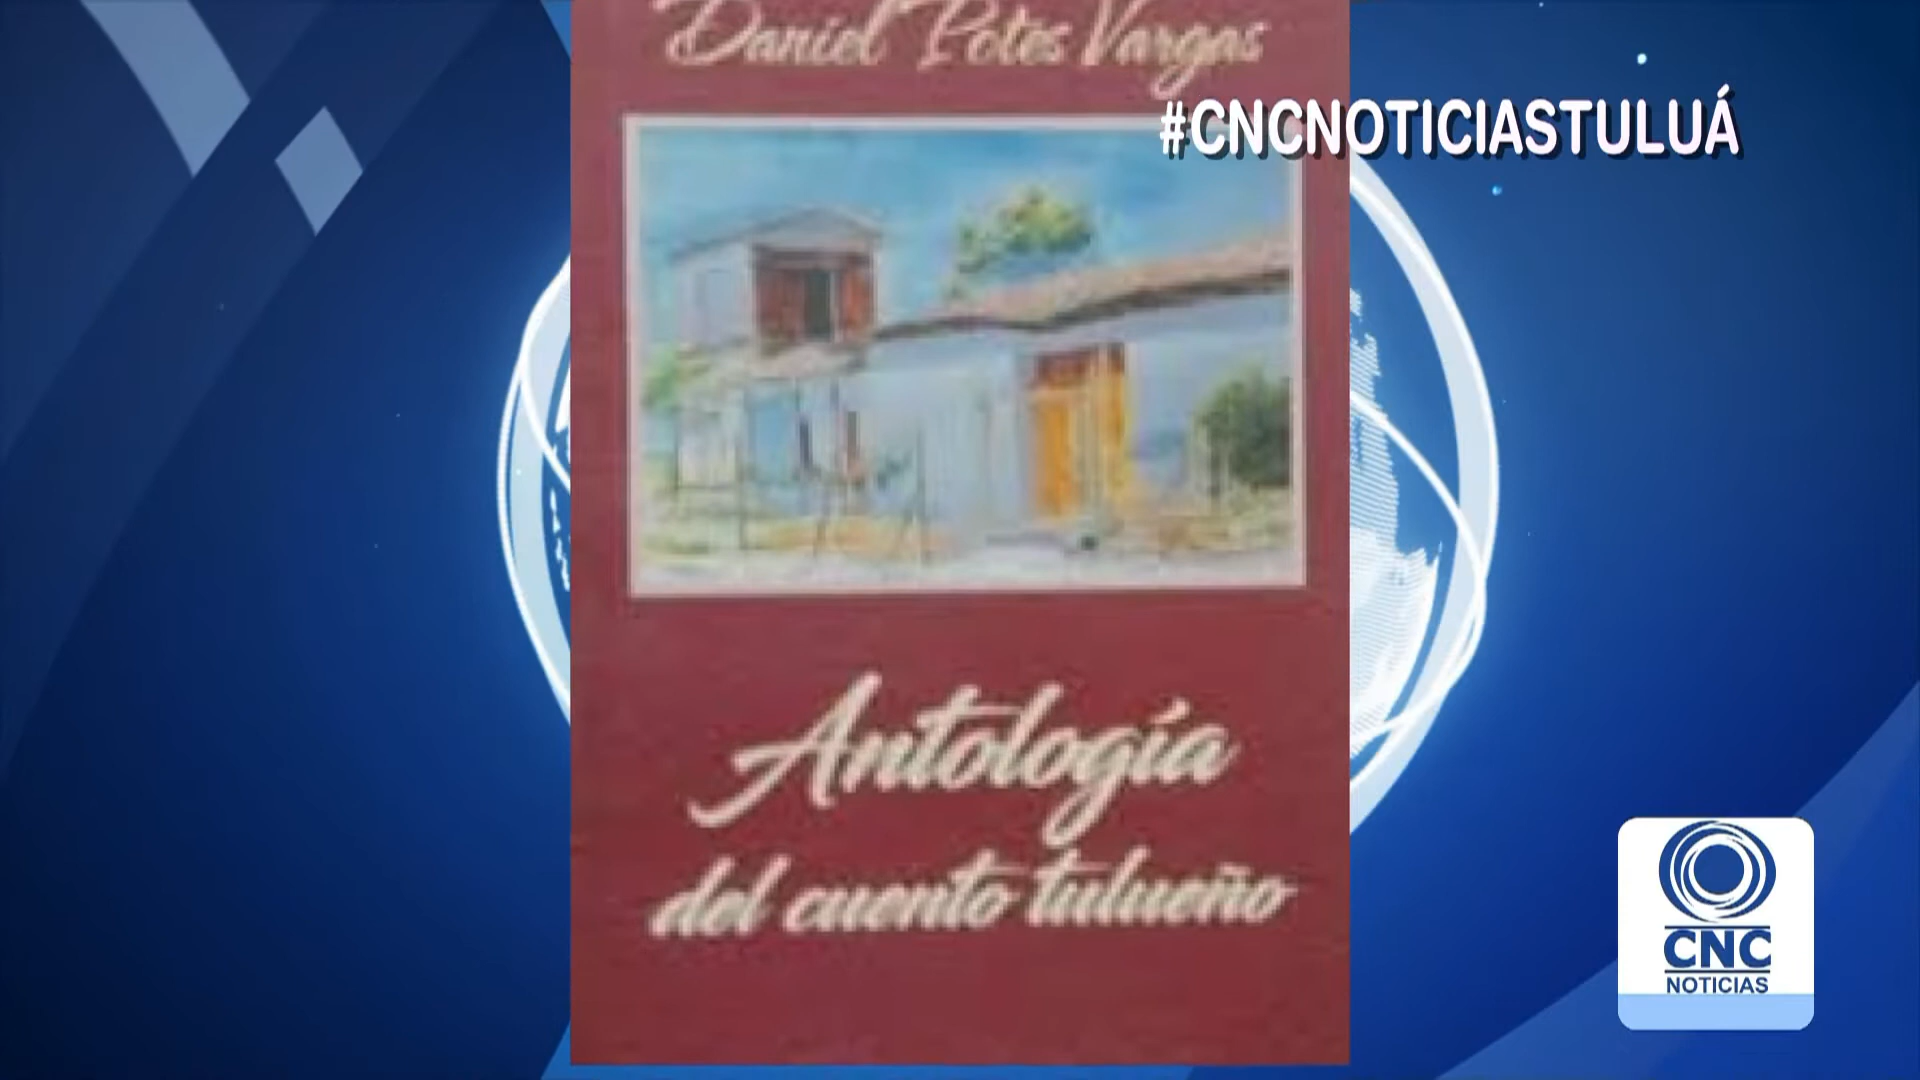 Daniel Potes Vargas
#CNCNOTICIASTULUÁ
Antología
del cuento tulueño
CNC
NOTICIAS